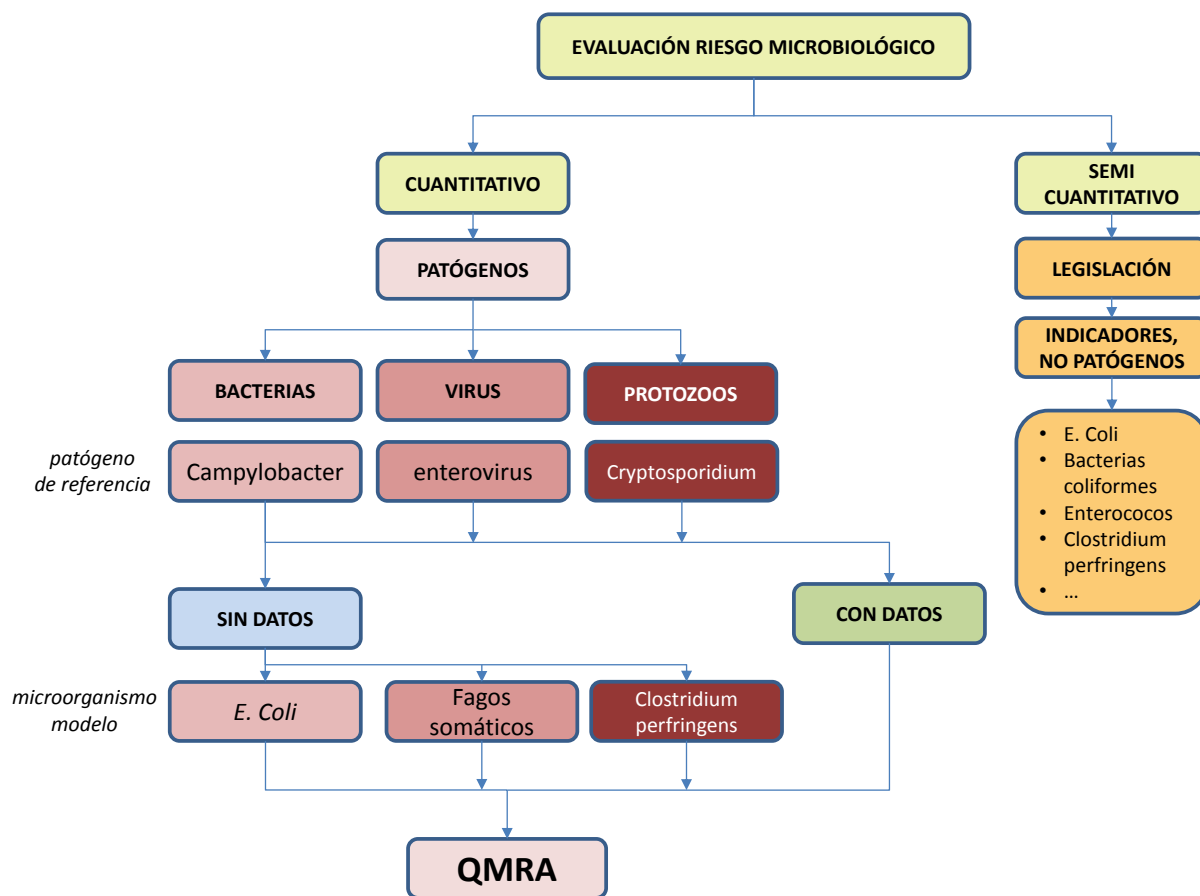 EVALUACIÓN RIESGO MICROBIOLÓGICO
CUANTITATIVO
SEMI
CUANTITATIVO
PATÓGENOS
LEGISLACIÓN
INDICADORES,
NO PATÓGENOS
BACTERIAS
VIRUS
PROTOZOOS
patógeno
de referencia
Campylobacter
enterovirus
Cryptosporidium
• E. Coli
• Bacterias
coliformes
• Enterococos
• Clostridium
perfringens
• ...
SIN DATOS
CON DATOS
microorganismo
modelo
E. Coli
Fagos
somáticos
Clostridium
perfringens
QMRA